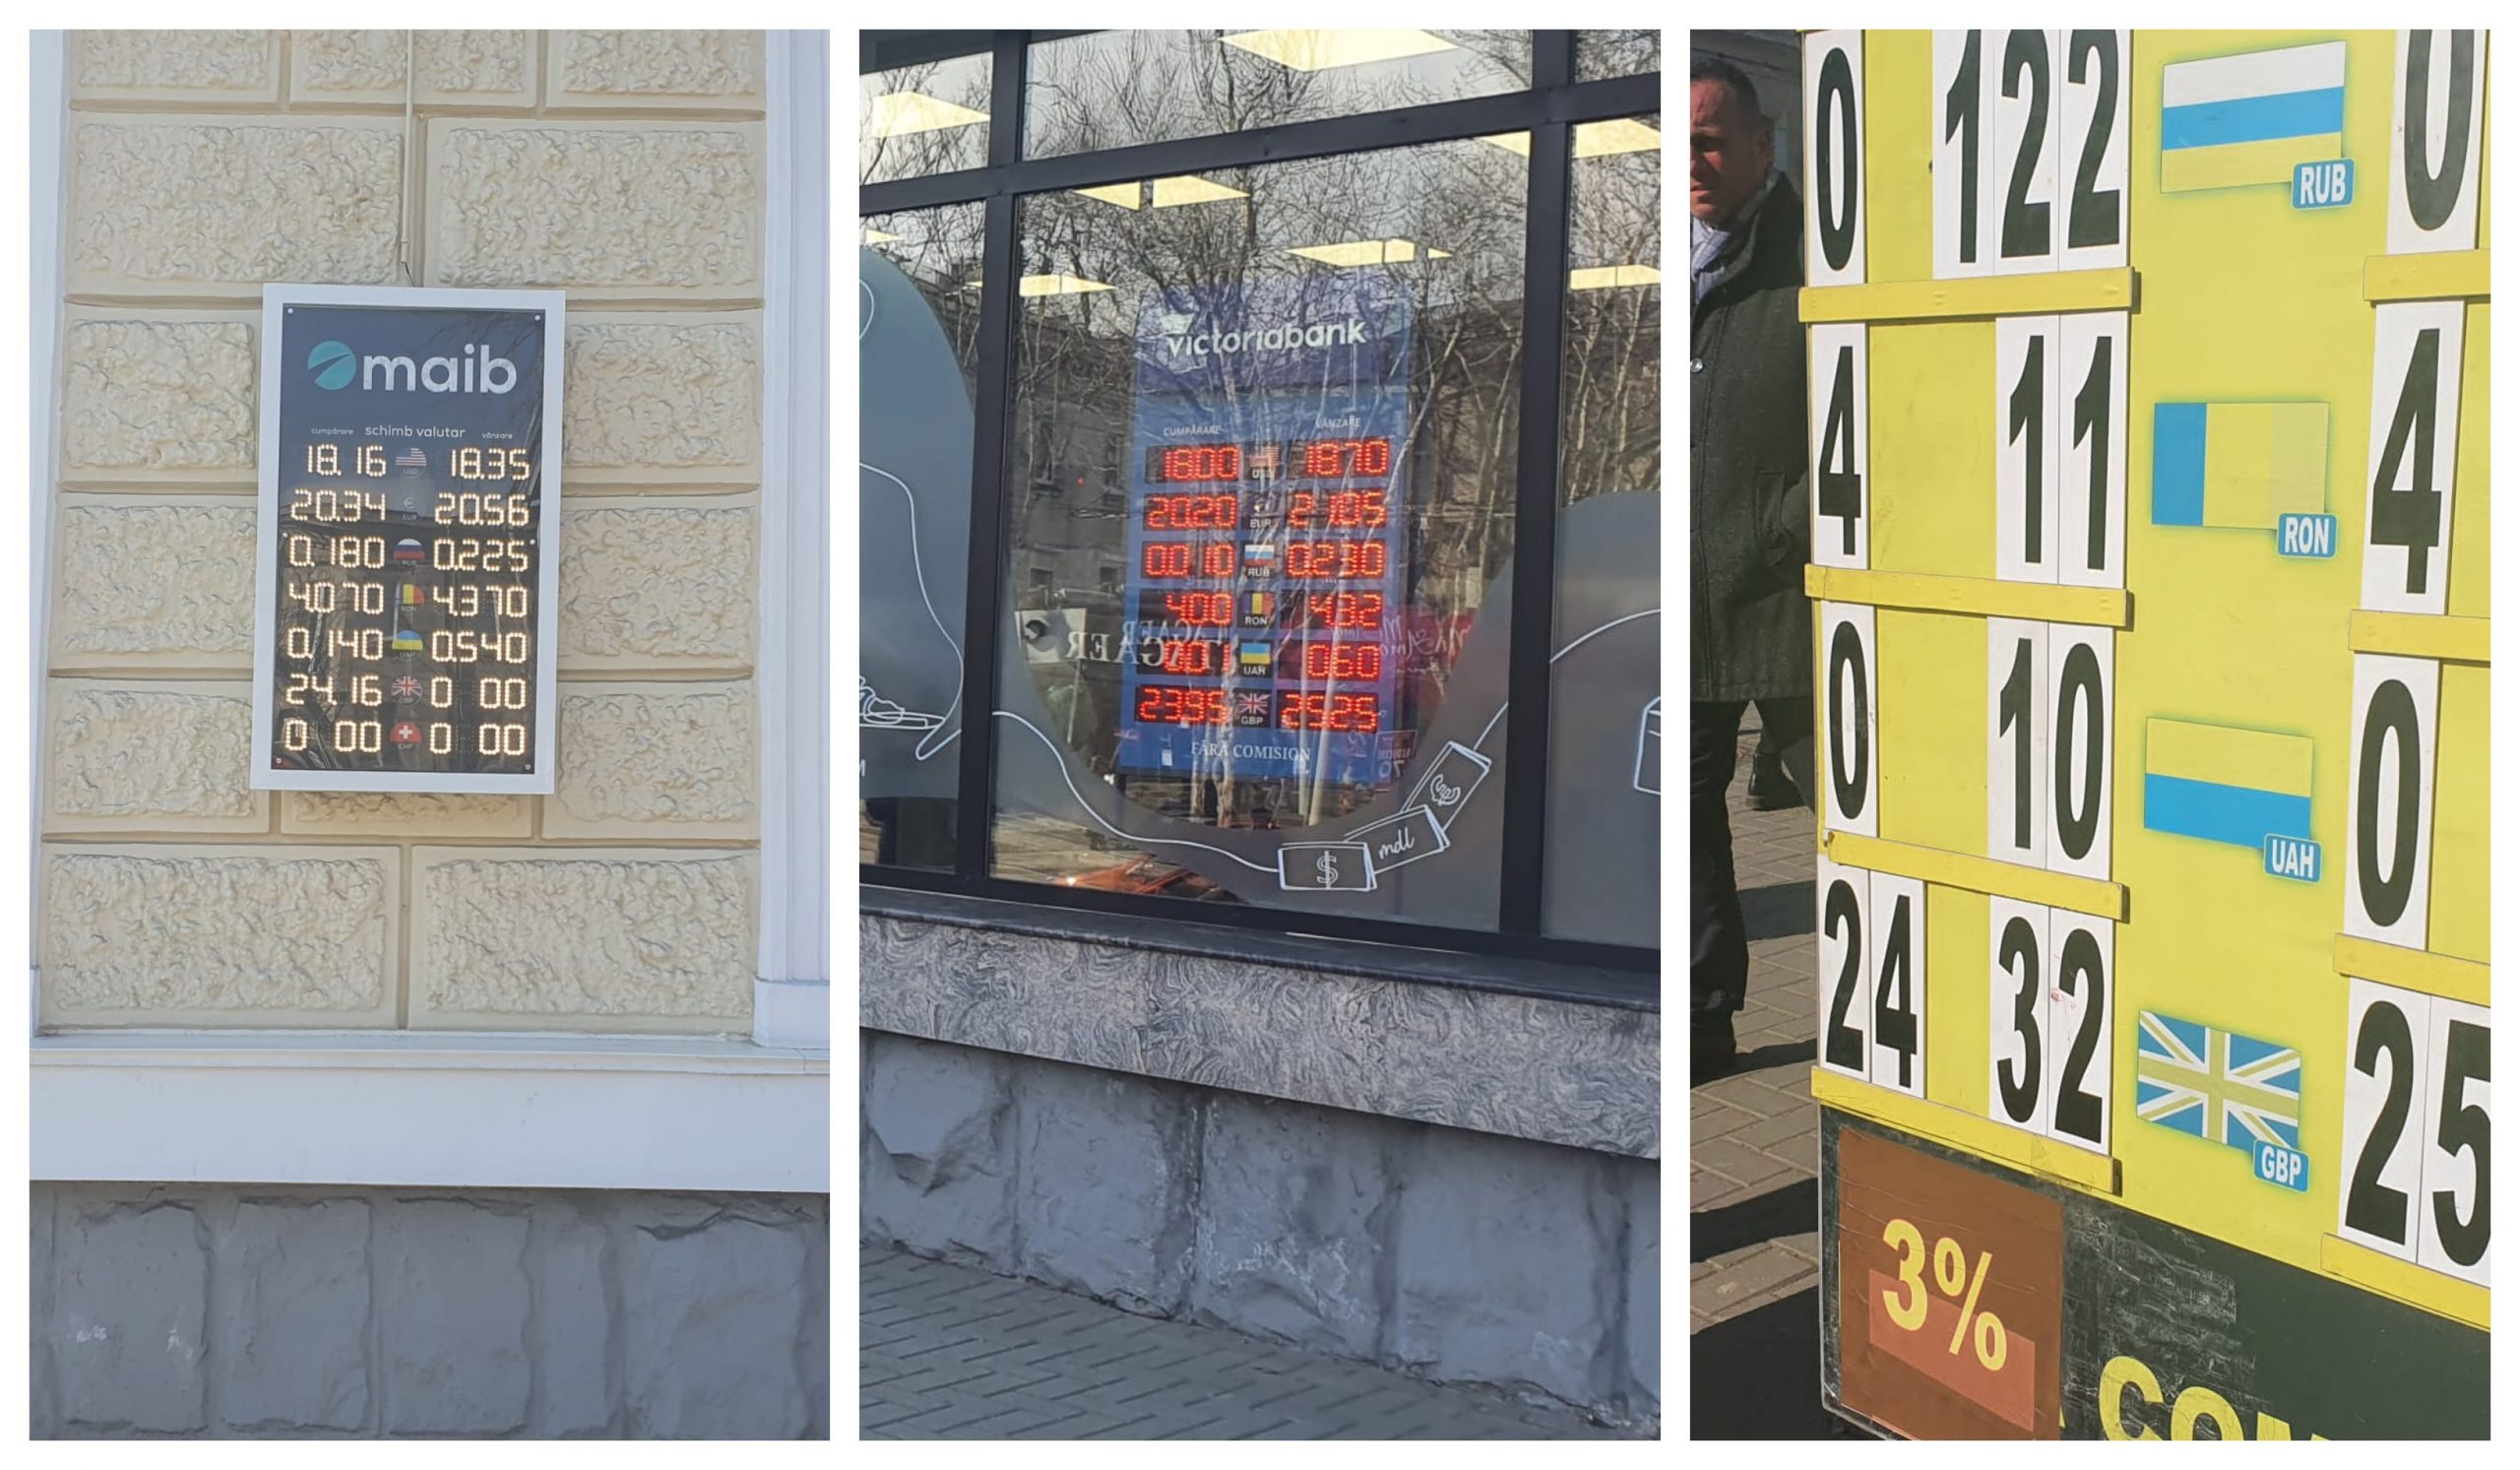 maib
cumpărare schimb valutar vânzare
18.16 USD 18.35
20.34 € EUR 20.56
0.180 RUB 0.225
4.070 RON 4.370
0.140 UAH 0.540
24.16 GBP 0 00
0 00 CHF 0 00
victoriabank
CUMPĂRARE VÂNZARE
18.00 USD 18.70
20.20 EUR 21.05
0.010 RUB 0.230
4.00 RON 4.32
0.01 UAH 0.60
23.95 GBP 25.25
FĂRĂ COMISION
$ mdl €
0 122 RUB 0
4 11 RON 4
0 10 UAH 0
24 32 GBP 25
3%